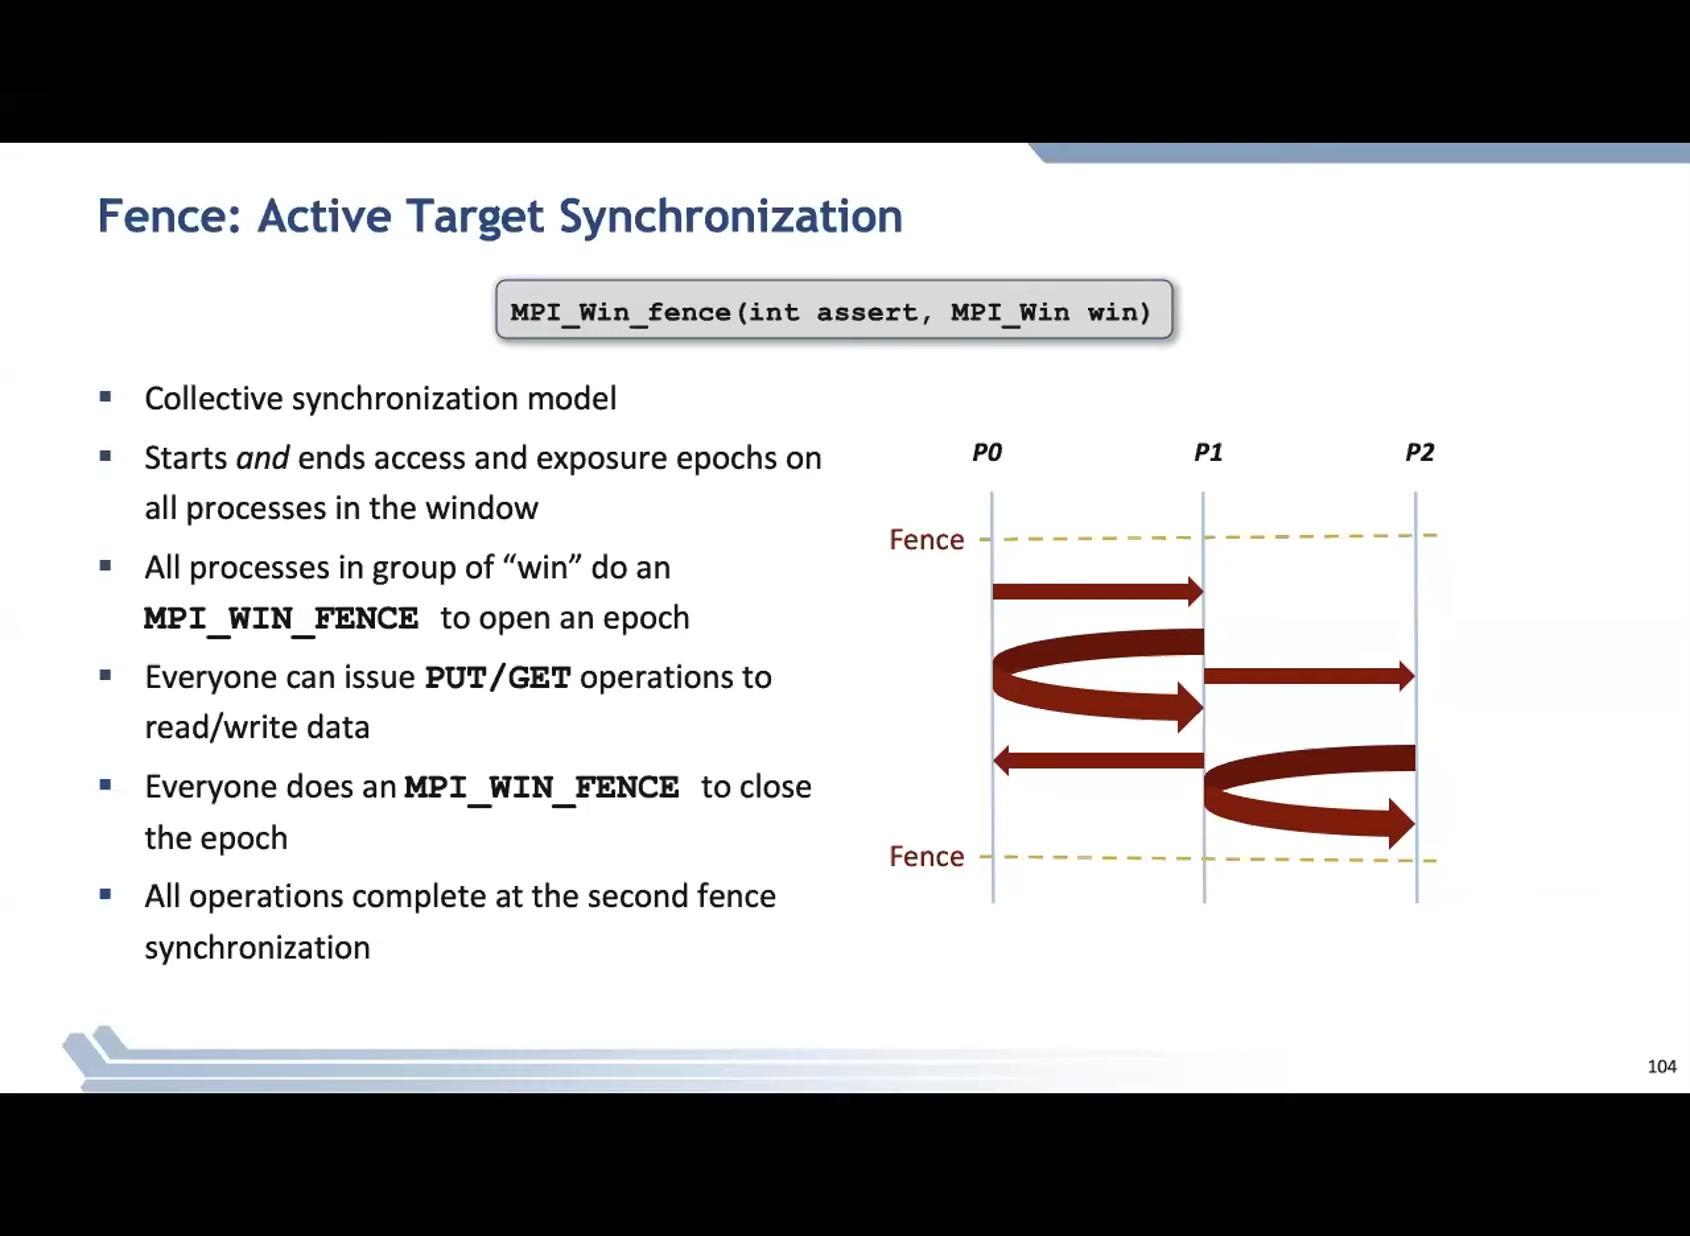 Fence: Active Target Synchronization
MPI_Win_fence(int assert, MPI_Win win)
▪ Collective synchronization model
▪ Starts and ends access and exposure epochs on
all processes in the window
▪ All processes in group of “win” do an
MPI_WIN_FENCE to open an epoch
▪ Everyone can issue PUT/GET operations to
read/write data
▪ Everyone does an MPI_WIN_FENCE to close
the epoch
▪ All operations complete at the second fence
synchronization
P0 P1 P2
Fence
Fence
104